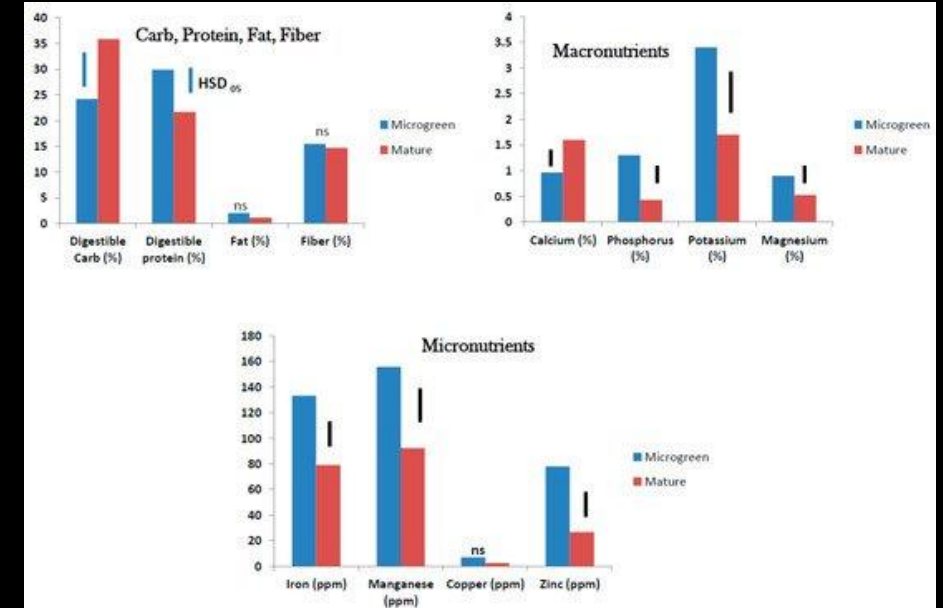 Carb, Protein, Fat, Fiber
40
35
30
25
20
15
10
5
0
HSD 05
ns
ns
Microgreen
Mature
Digestible Carb (%)
Digestible protein (%)
Fat (%)
Fiber (%)
Macronutrients
4
3.5
3
2.5
2
1.5
1
0.5
0
Microgreen
Mature
Calcium (%)
Phosphorus (%)
Potassium (%)
Magnesium (%)
Micronutrients
180
160
140
120
100
80
60
40
20
0
ns
Microgreen
Mature
Iron (ppm)
Manganese (ppm)
Copper (ppm)
Zinc (ppm)